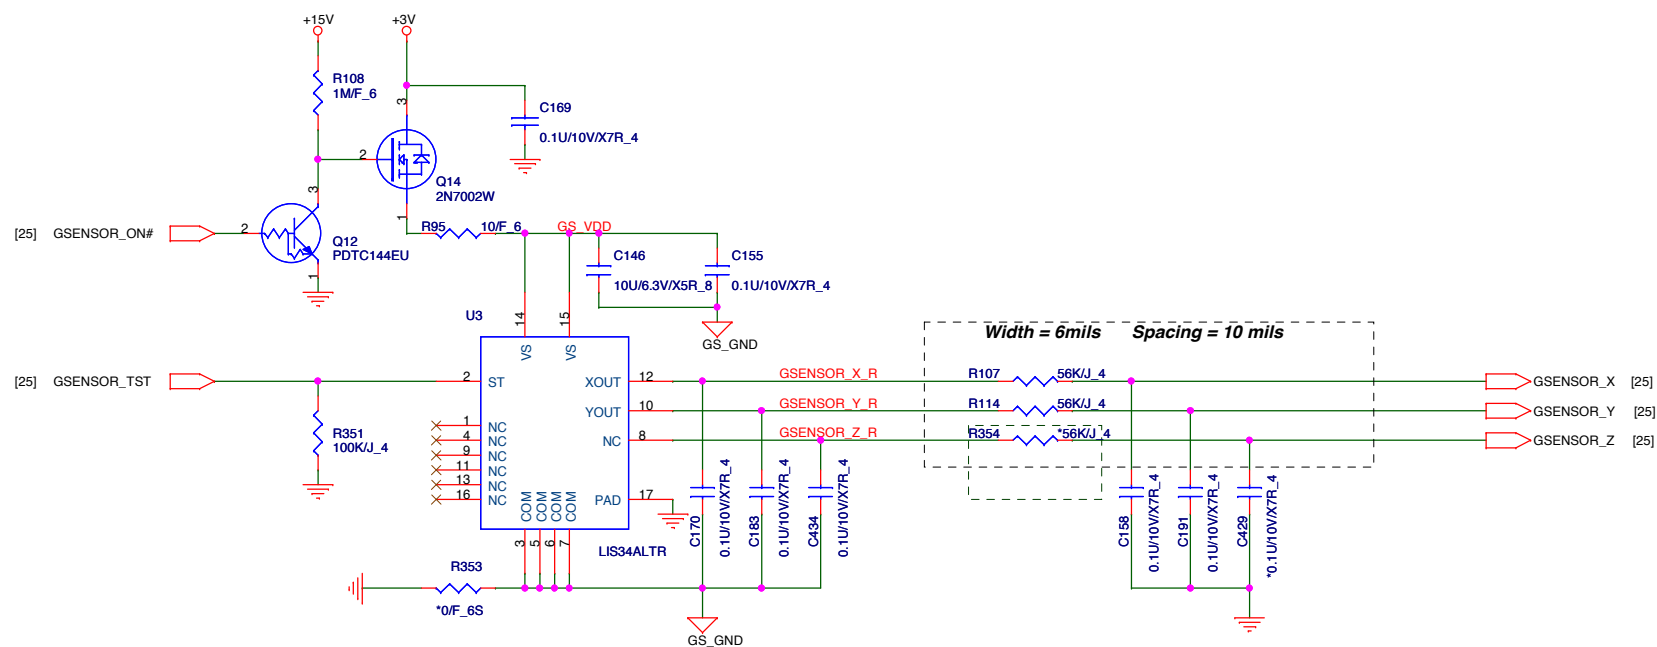 +15V
+3V
R108
1M/F_6
3
C169
0.1U/10V/X7R_4
2
Q14
2N7002W
3
1
[25] GSENSOR_ON#
2
Q12
PDTC144EU
1
R95 10/F_6
GS_VDD
C146
10U/6.3V/X5R_8
C155
0.1U/10V/X7R_4
GS_GND
U3
14
15
VS
VS
Width = 6mils Spacing = 10 mils
[25] GSENSOR_TST
2
ST
XOUT
12
GSENSOR_X_R
R107
56K/J_4
GSENSOR_X [25]
YOUT
10
GSENSOR_Y_R
R114
56K/J_4
GSENSOR_Y [25]
NC
8
GSENSOR_Z_R
R354
*56K/J_4
GSENSOR_Z [25]
R351
100K/J_4
1
NC
4
NC
9
NC
11
NC
13
NC
16
NC
PAD
17
COM
COM
COM
COM
3
5
6
7
LIS34ALTR
C170
0.1U/10V/X7R_4
C183
0.1U/10V/X7R_4
C434
0.1U/10V/X7R_4
C158
0.1U/10V/X7R_4
C191
0.1U/10V/X7R_4
C429
*0.1U/10V/X7R_4
R353
*0/F_6S
GS_GND